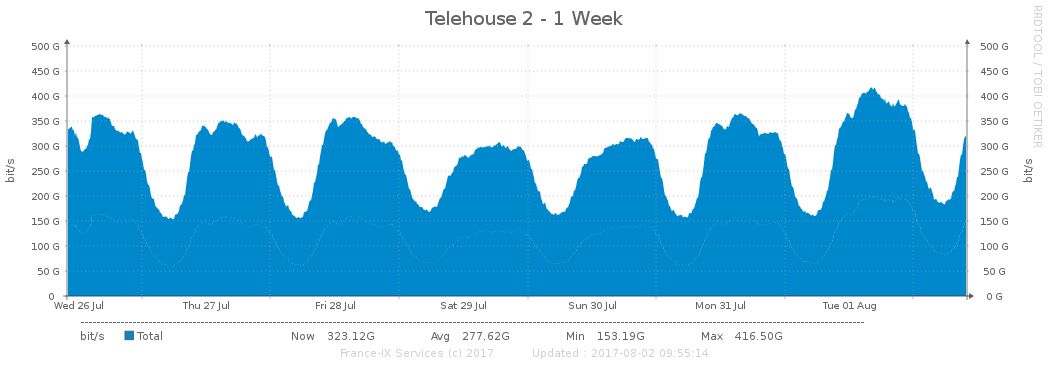 Telehouse 2 - 1 Week
RRDTOOL / TOBI OETIKER
500 G 500 G
450 G 450 G
400 G 400 G
350 G 350 G
300 G 300 G
250 G 250 G
200 G 200 G
150 G 150 G
100 G 100 G
50 G 50 G
0 0 G
bit/s bit/s
Wed 26 Jul Thu 27 Jul Fri 28 Jul Sat 29 Jul Sun 30 Jul Mon 31 Jul Tue 01 Aug
bit/s Total Now 323.12G Avg 277.62G Min 153.19G Max 416.50G
France-IX Services (c) 2017 Updated : 2017-08-02 09:55:14